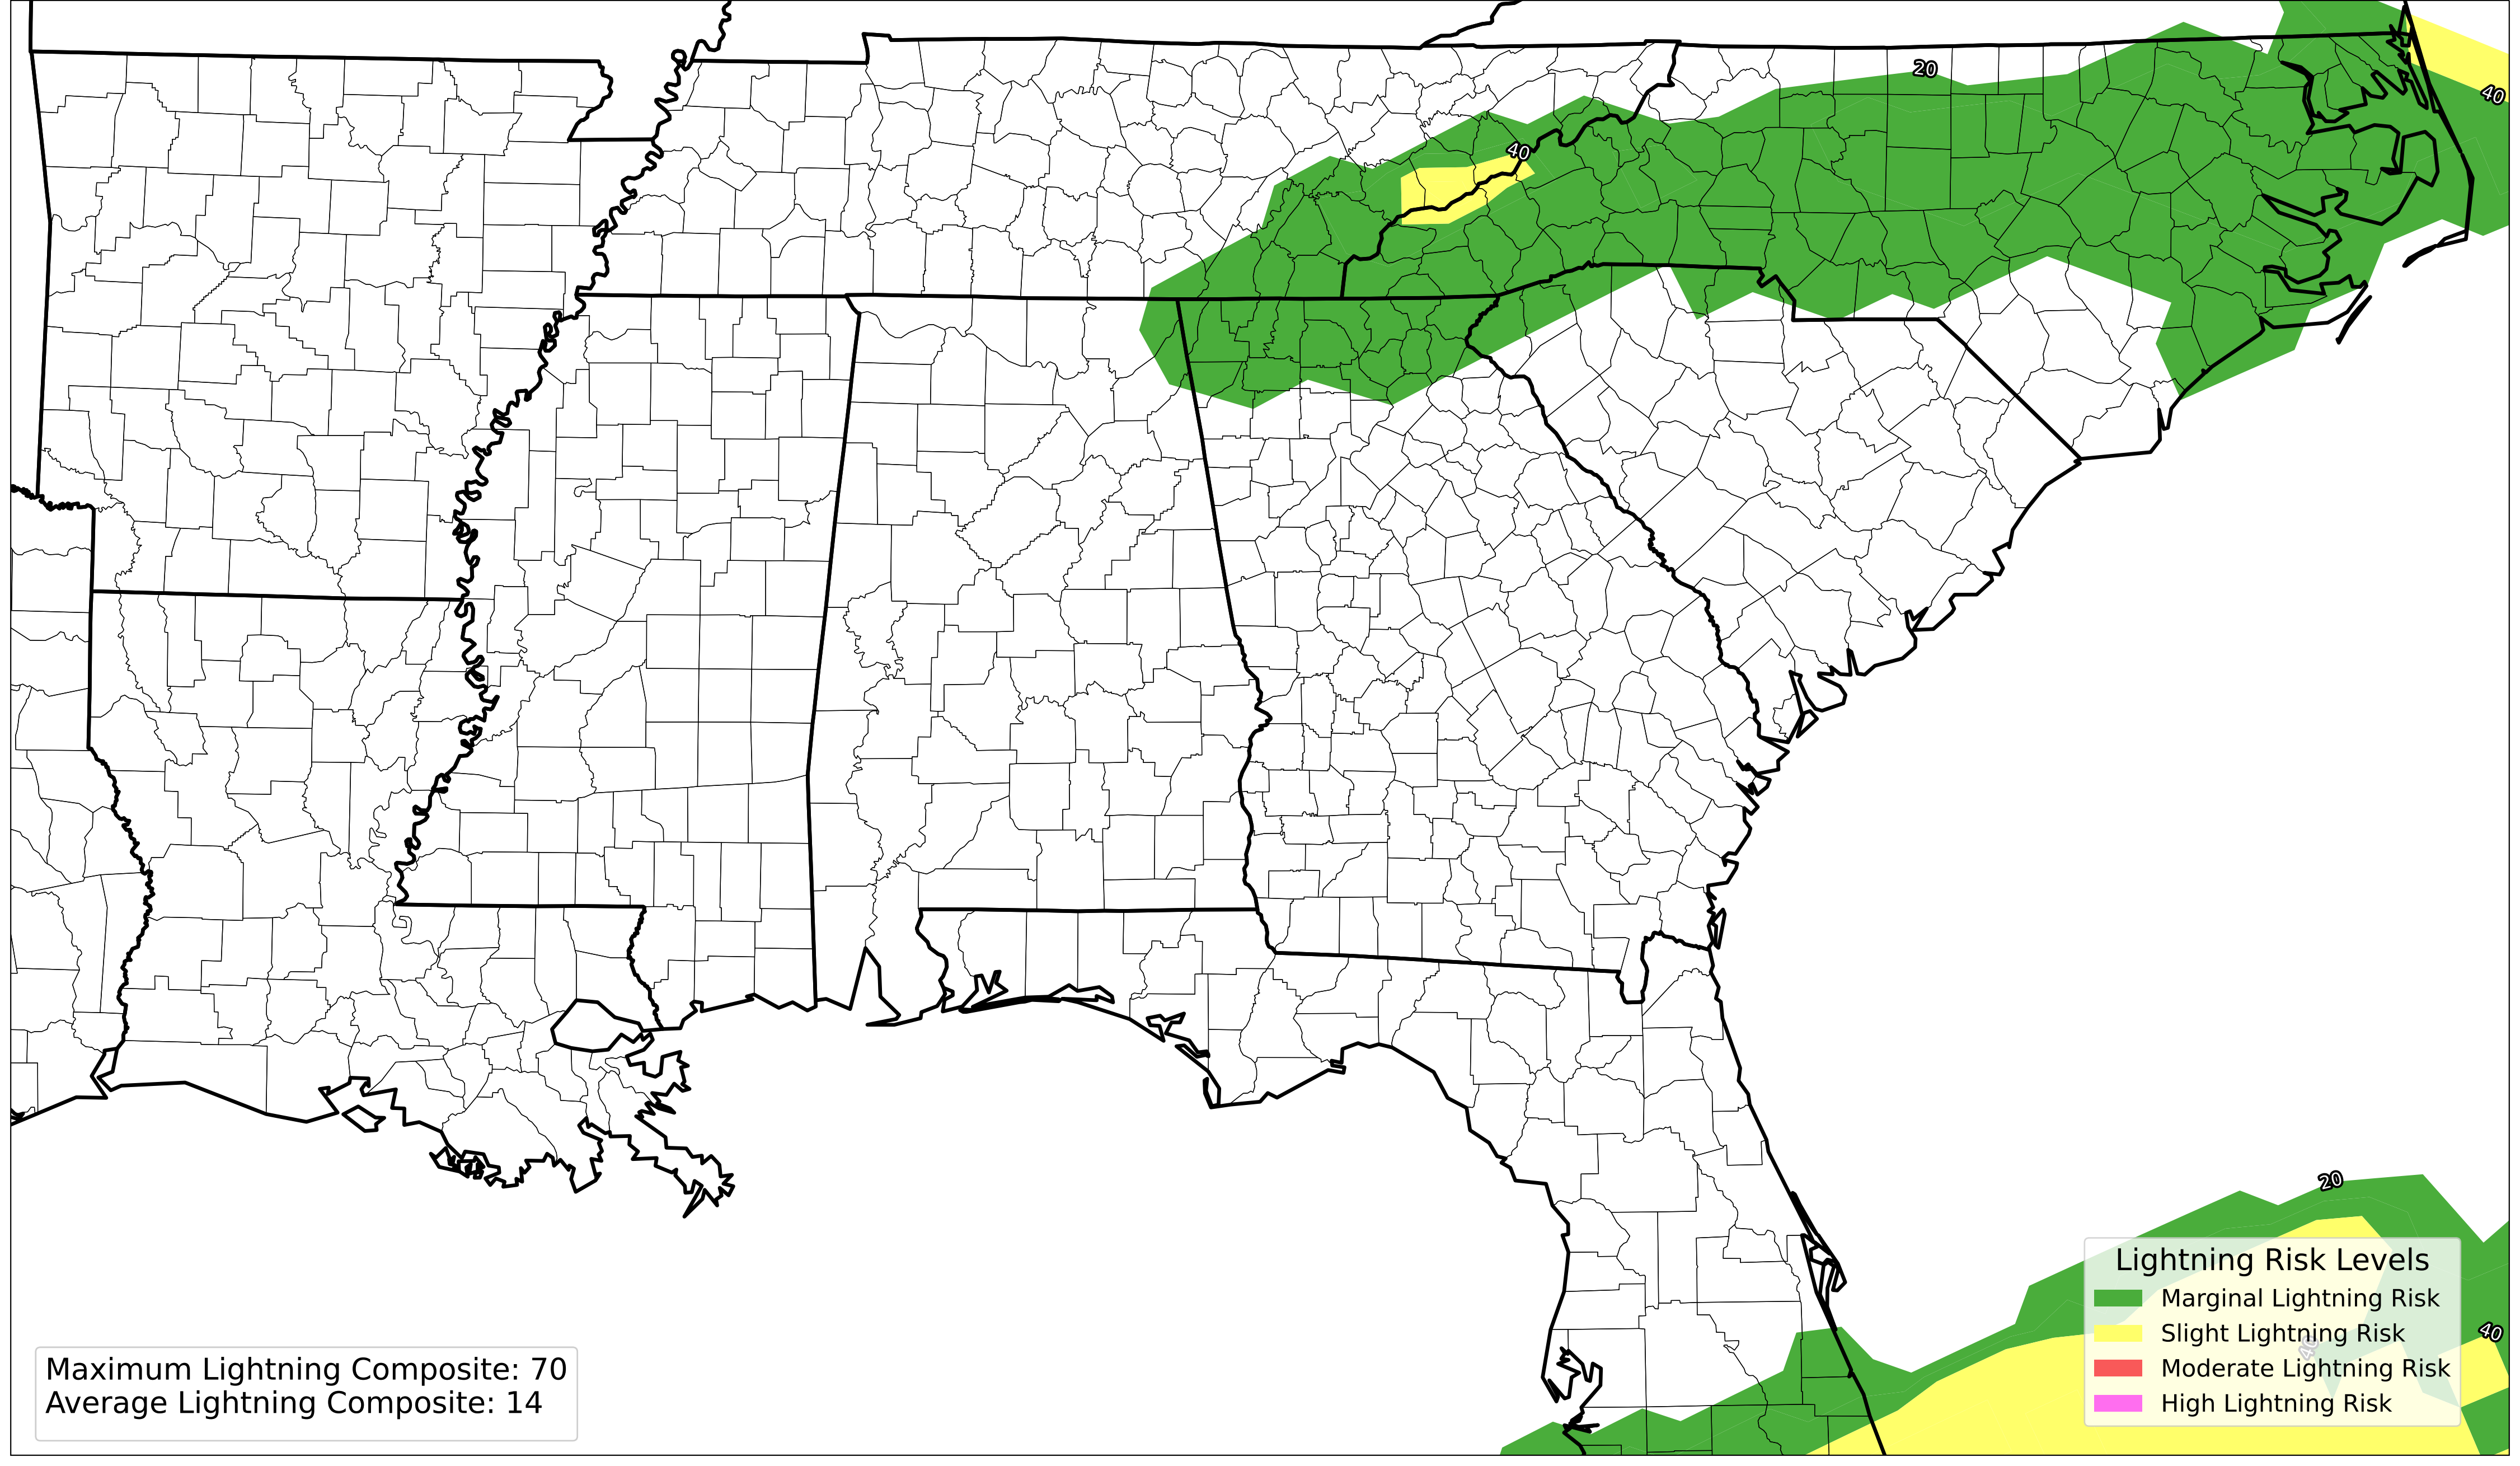 20
40
40
20
Lightning Risk Levels
Marginal Lightning Risk
Slight Lightning Risk
Moderate Lightning Risk
High Lightning Risk
40
40
Maximum Lightning Composite: 70
Average Lightning Composite: 14